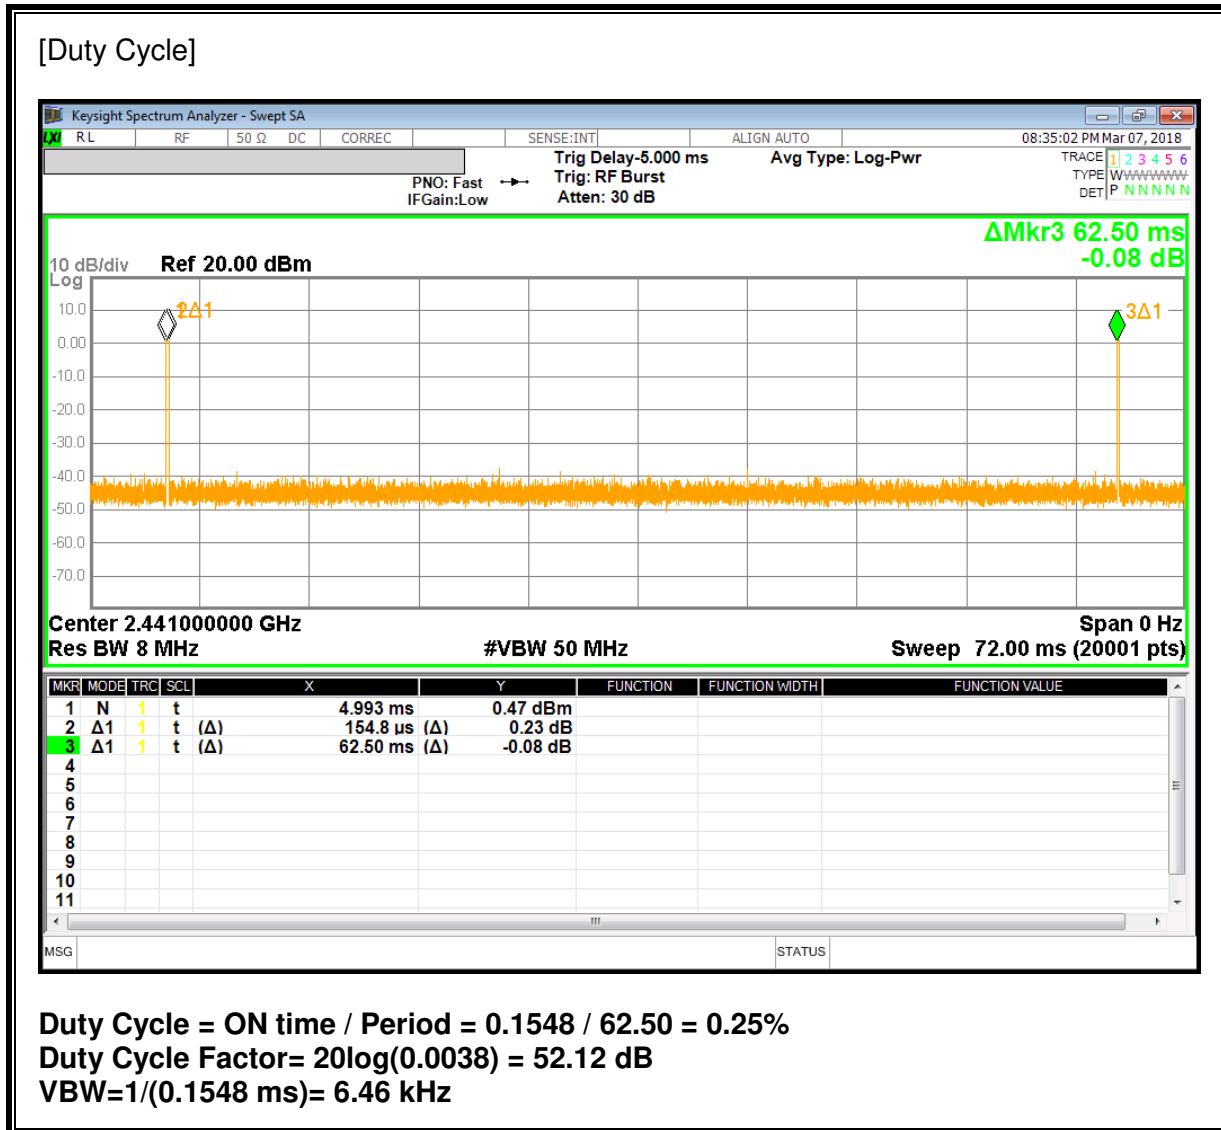 [Duty Cycle]
Keysight Spectrum Analyzer - Swept SA
LXI RL RF 50 Ω DC CORREC SENSE:INT ALIGN AUTO 08:35:02 PM Mar 07, 2018
Trig Delay-5.000 ms Avg Type: Log-Pwr TRACE 1 2 3 4 5 6
PNO: Fast Trig: RF Burst TYPE WWWWWW
IFGain:Low Atten: 30 dB DET P N N N N N
ΔMkr3 62.50 ms
-0.08 dB
10 dB/div Ref 20.00 dBm
Log
10.0
0.00
-10.0
-20.0
-30.0
-40.0
-50.0
-60.0
-70.0
2Δ1
3Δ1
Center 2.441000000 GHz Span 0 Hz
Res BW 8 MHz #VBW 50 MHz Sweep 72.00 ms (20001 pts)
MKR MODE TRC SCL X Y FUNCTION FUNCTION WIDTH FUNCTION VALUE
1 N 1 t 4.993 ms 0.47 dBm
2 Δ1 1 t (Δ) 154.8 µs (Δ) 0.23 dB
3 Δ1 1 t (Δ) 62.50 ms (Δ) -0.08 dB
4
5
6
7
8
9
10
11
MSG STATUS
Duty Cycle = ON time / Period = 0.1548 / 62.50 = 0.25%
Duty Cycle Factor= 20log(0.0038) = 52.12 dB
VBW=1/(0.1548 ms)= 6.46 kHz